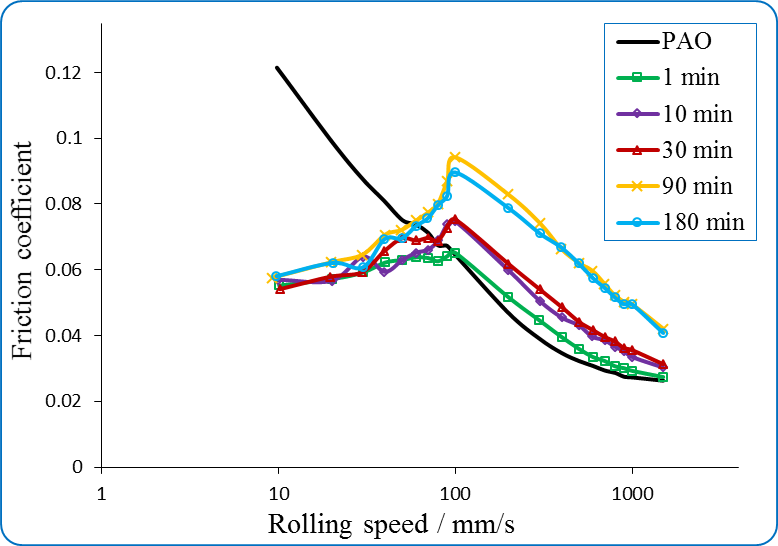 PAO
1 min
10 min
30 min
90 min
180 min
0.12
0.1
0.08
0.06
0.04
0.02
0
Friction coefficient
1
10
100
1000
Rolling speed / mm/s